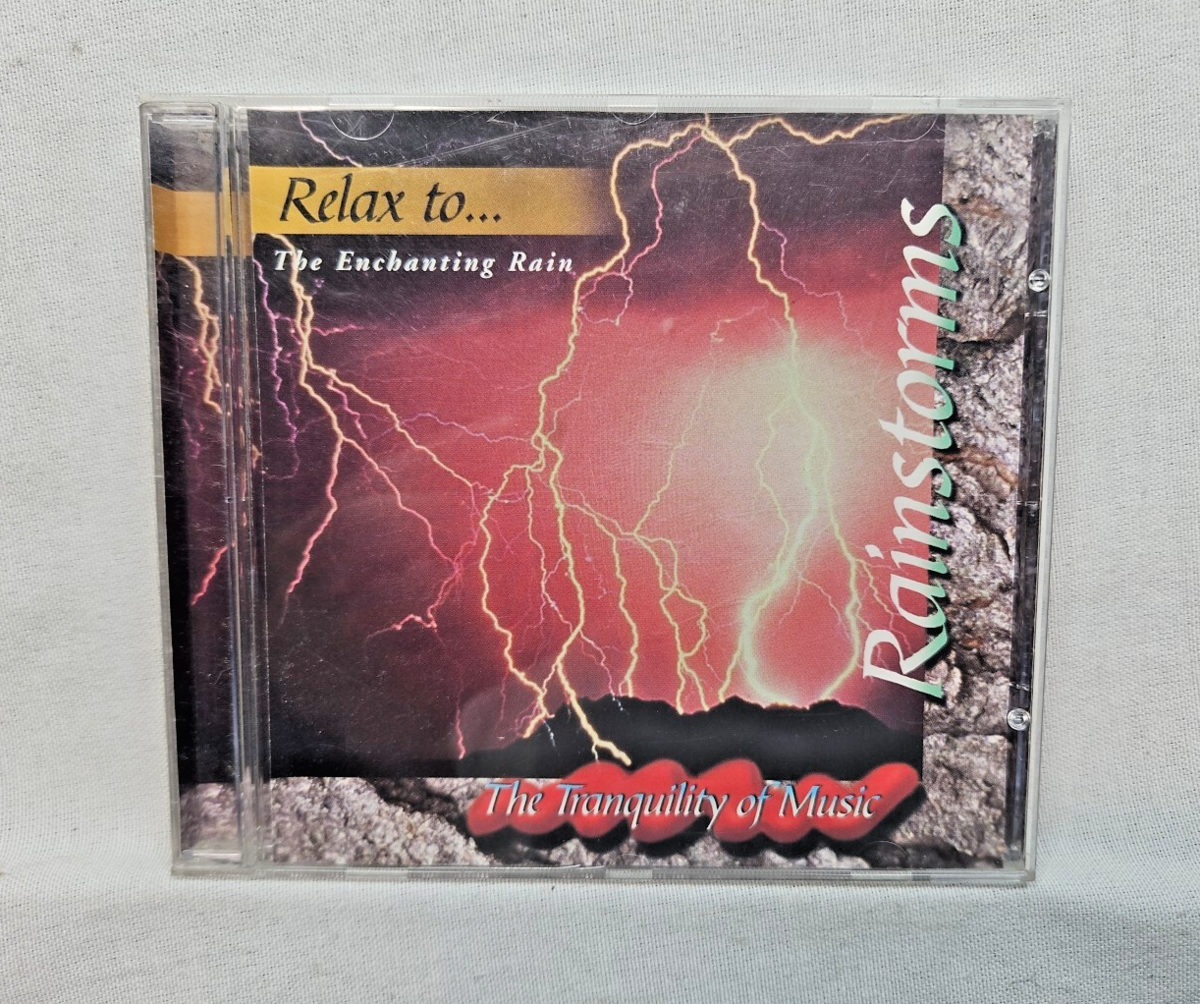 Relax to...
The Enchanting Rain
Rainstorms
The Tranquility of Music